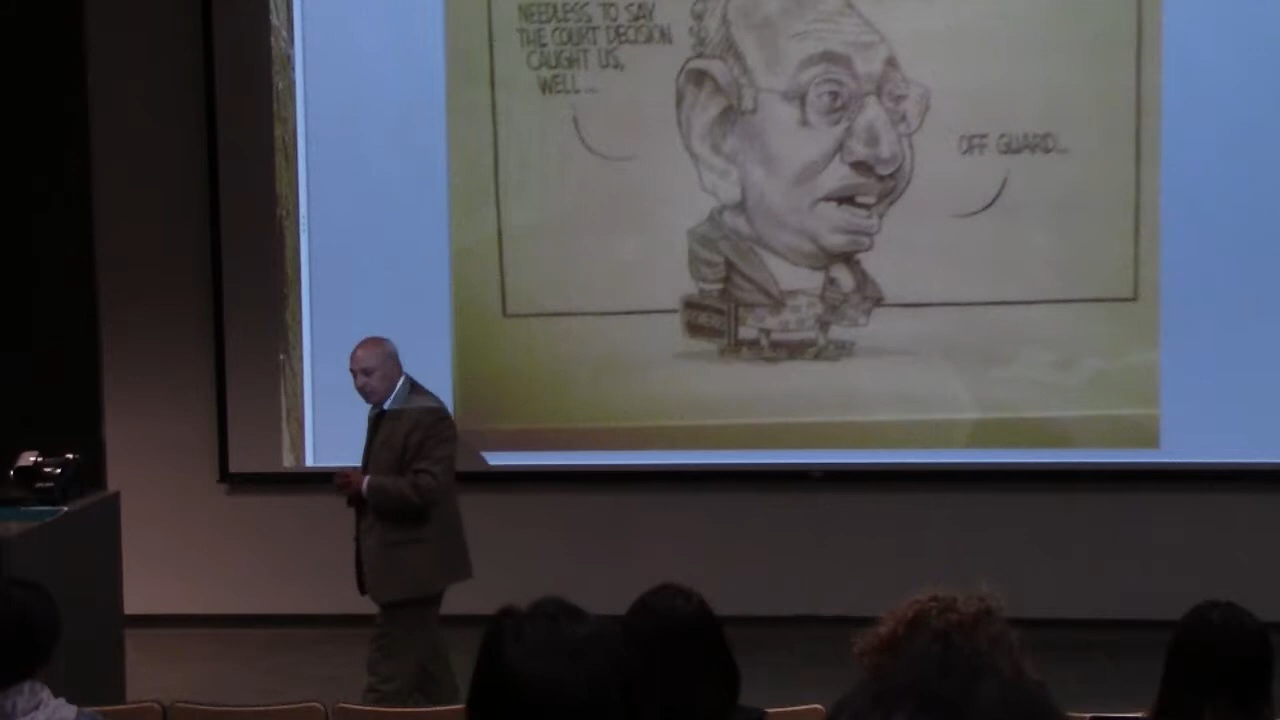 NEEDLESS TO SAY
THE COURT DECISION
CAUGHT US,
WELL...
OFF GUARD...